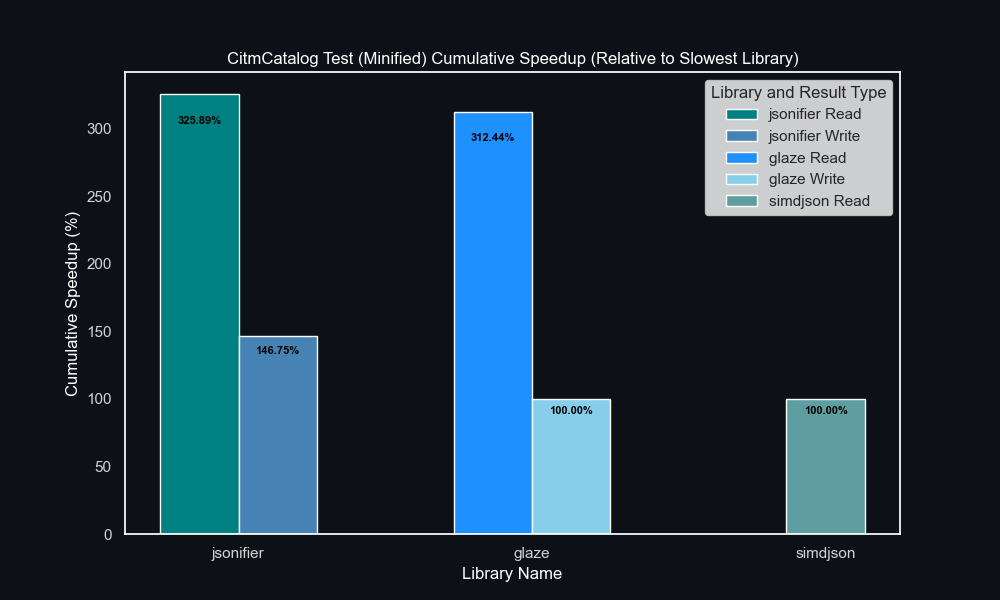 CitmCatalog Test (Minified) Cumulative Speedup (Relative to Slowest Library)
Library and Result Type
jsonifier Read
jsonifier Write
glaze Read
glaze Write
simdjson Read
Cumulative Speedup (%)
300
250
200
150
100
50
0
325.89%
146.75%
312.44%
100.00%
100.00%
jsonifier
glaze
simdjson
Library Name